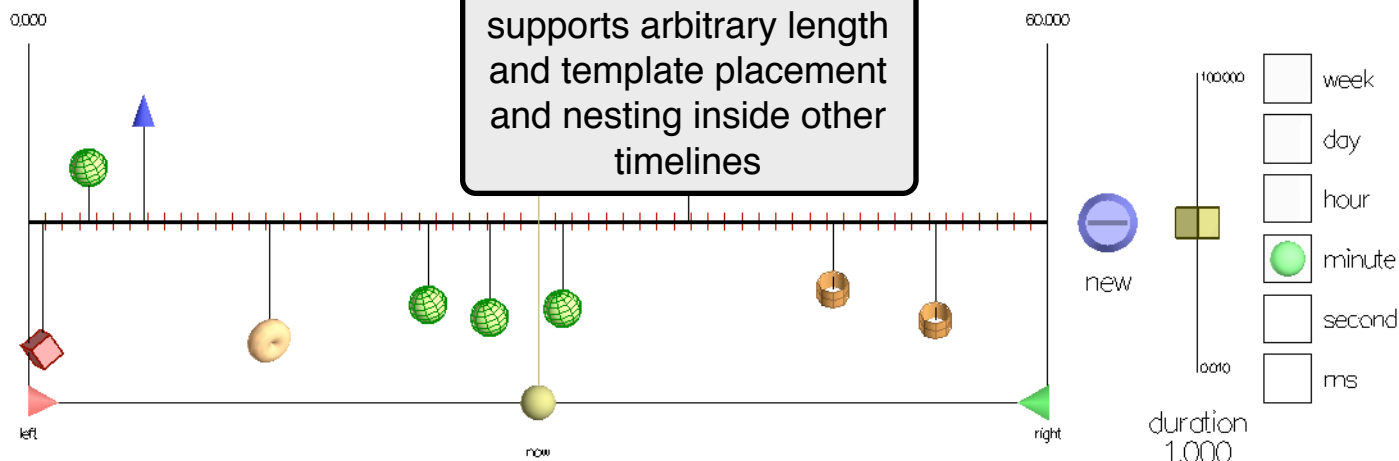 0.000
supports arbitrary length
and template placement
and nesting inside other
timelines
60.000
100.000
week
day
hour
minute
second
ms
new
0.010
duration
1.000
left
now
right